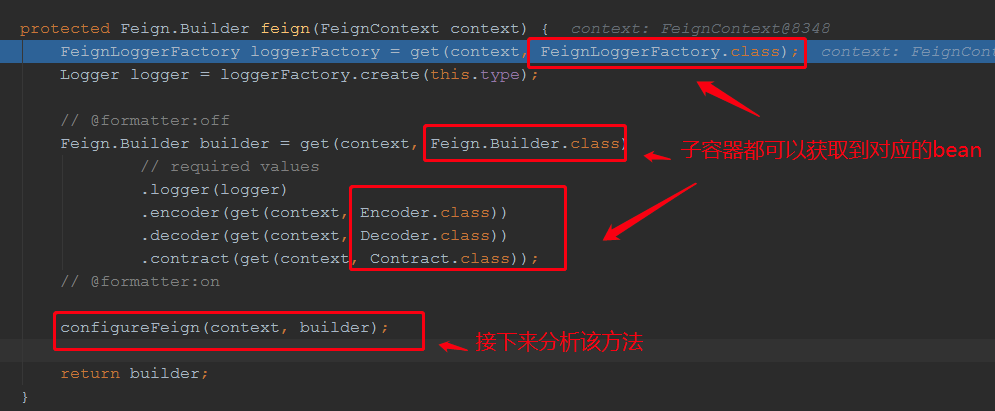 protected Feign.Builder feign(FeignContext context) {  context: FeignContext@8348
FeignLoggerFactory loggerFactory = get(context, FeignLoggerFactory.class);  context: FeignCont
Logger logger = loggerFactory.create(this.type);
// @formatter:off
Feign.Builder builder = get(context, Feign.Builder.class)
子容器都可以获取到对应的bean
// required values
.logger(logger)
.encoder(get(context, Encoder.class))
.decoder(get(context, Decoder.class))
.contract(get(context, Contract.class));
// @formatter:on
configureFeign(context, builder);
接下来分析该方法
return builder;
}